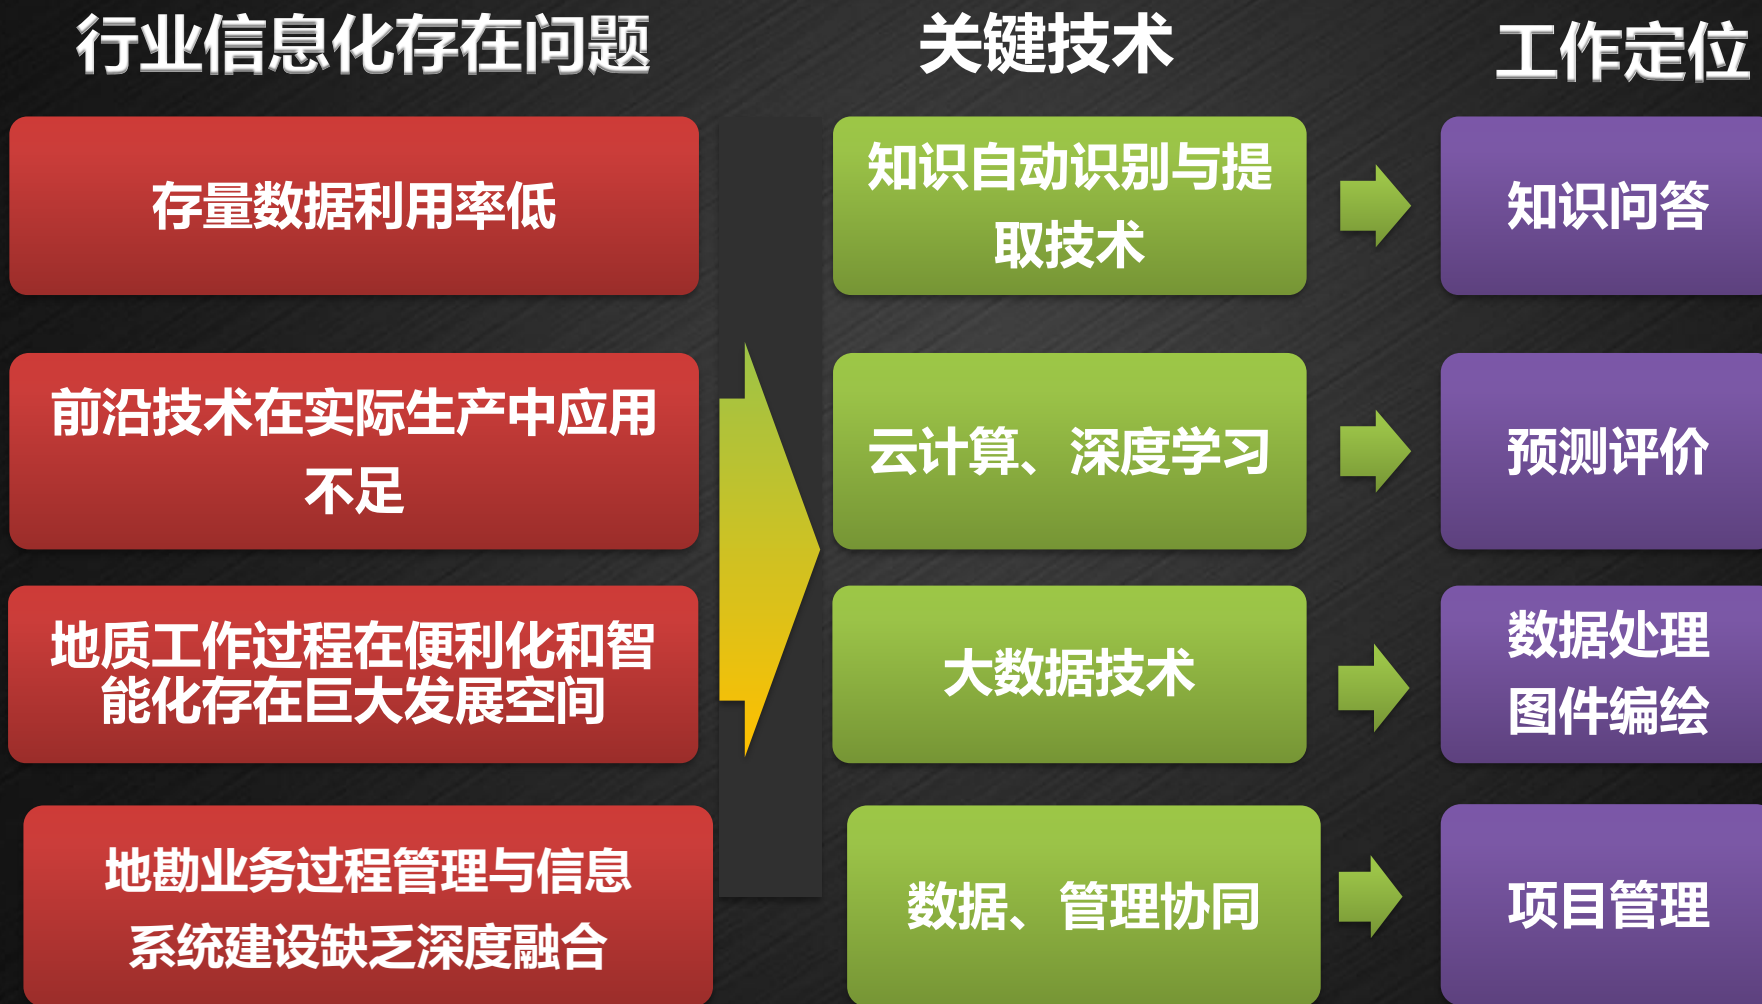 行业信息化存在问题
关键技术
工作定位
存量数据利用率低
知识自动识别与提
取技术
知识问答
前沿技术在实际生产中应用
不足
云计算、深度学习
预测评价
地质工作过程在便利化和智
能化存在巨大发展空间
大数据技术
数据处理
图件编绘
地勘业务过程管理与信息
系统建设缺乏深度融合
数据、管理协同
项目管理